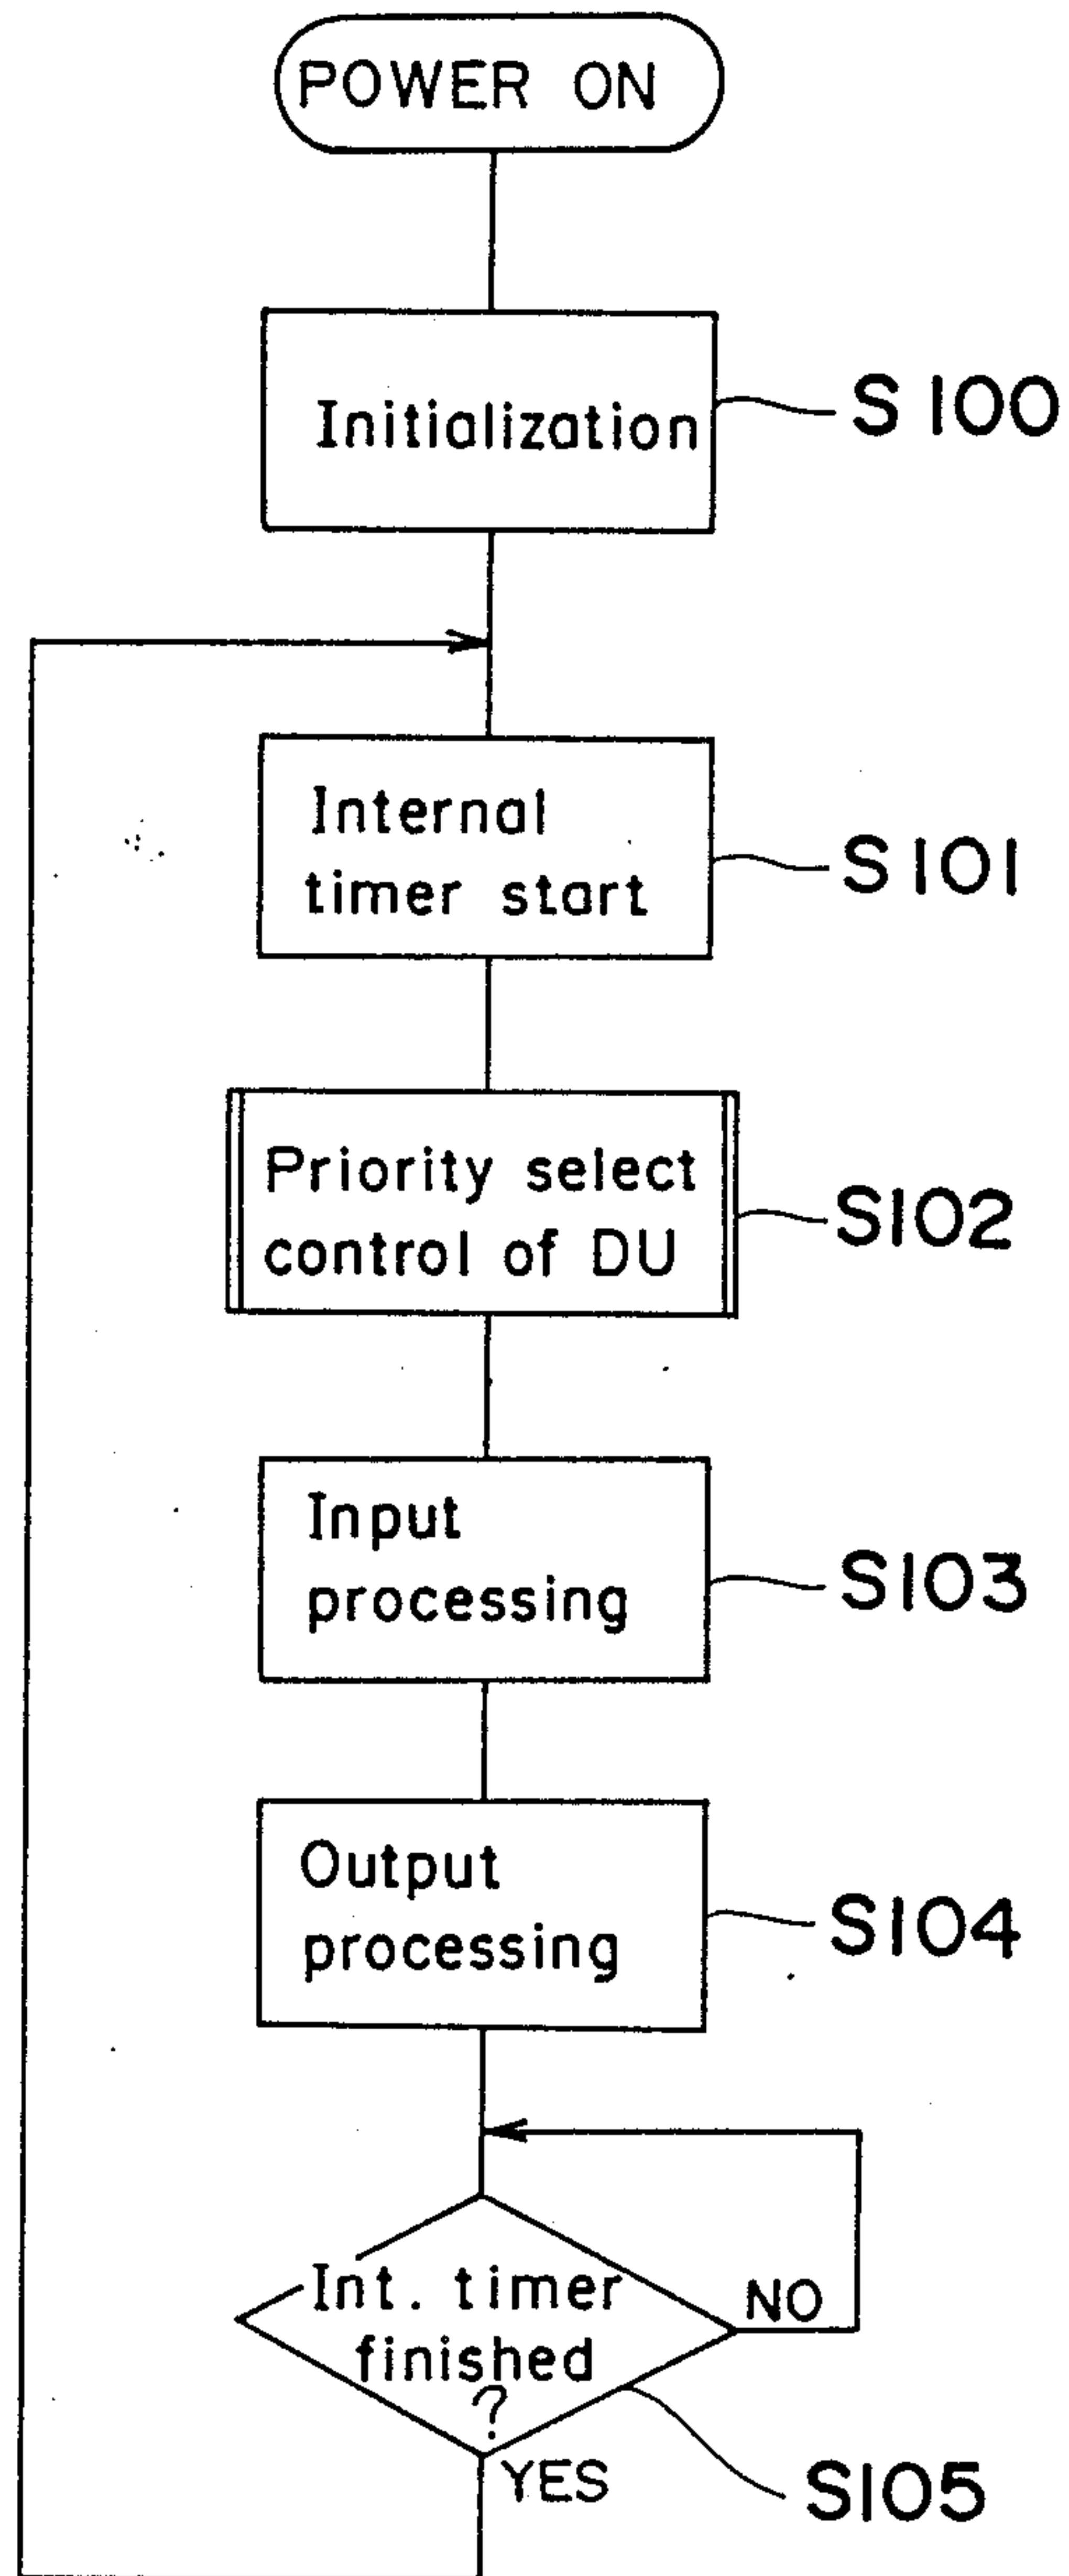 POWER ON
Initialization
S100
Internal
timer start
S101
Priority select
control of DU
S102
Input
processing
S103
Output
processing
S104
Int. timer
finished
?
NO
YES
S105